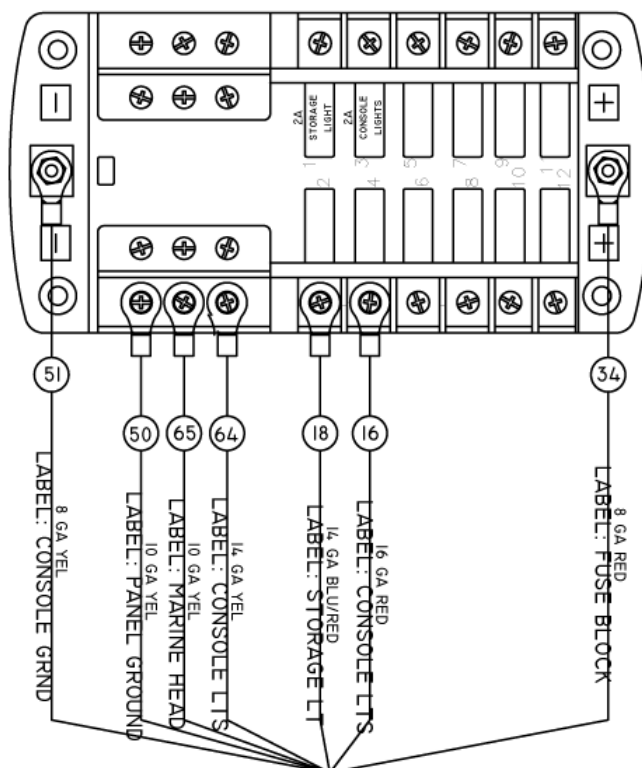 −
+
2A
STORAGE
LIGHT
2A
CONSOLE
LIGHTS
1
3
5
7
9
11
2
4
6
8
10
12
−
+
51
34
50
65
64
18
16
8 GA YEL
LABEL: CONSOLE GRND
10 GA YEL
LABEL: PANEL GROUND
10 GA YEL
LABEL: MARINE HEAD
14 GA YEL
LABEL: CONSOLE LTS
14 GA BLU/RED
LABEL: STORAGE LT
16 GA RED
LABEL: CONSOLE LTS
8 GA RED
LABEL: FUSE BLOCK